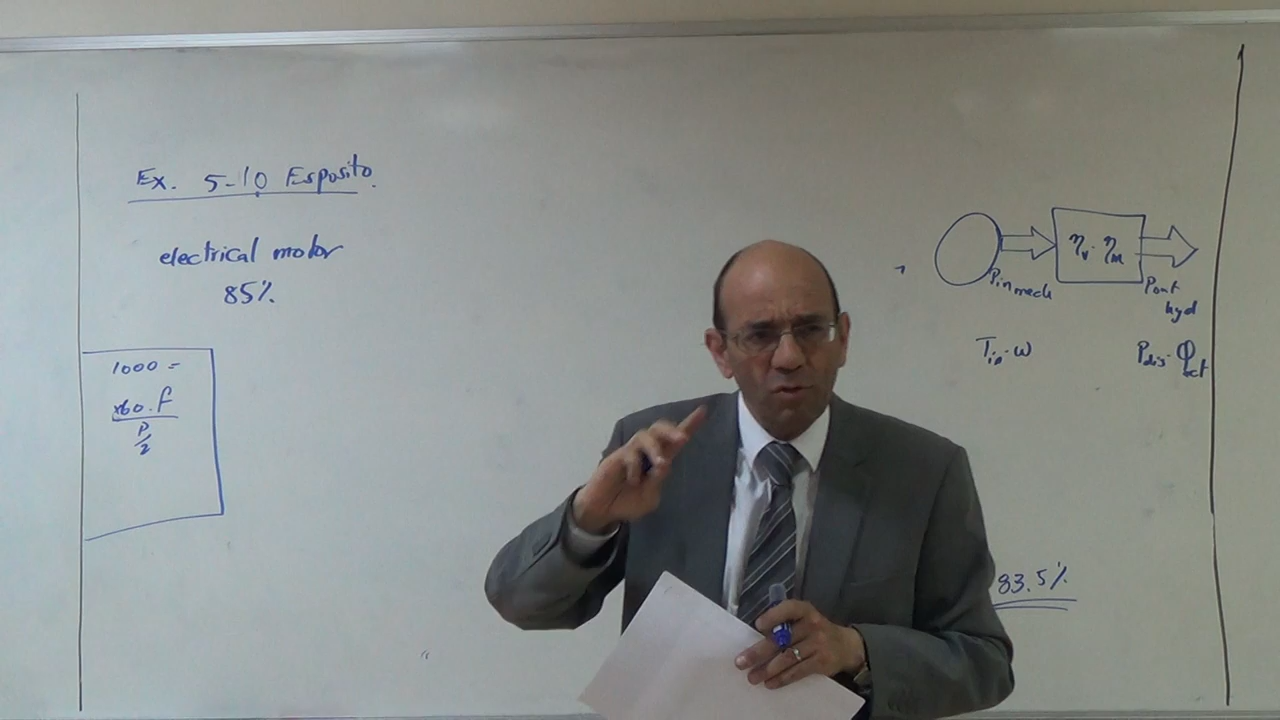 Ex. 5-10 Esposito.
electrical motor
85%
1000 =
x60.f
P
2
ηv. ηm
Pin mech
Pout
hyd
Tin.ω
Pdis. Qact
83.5%